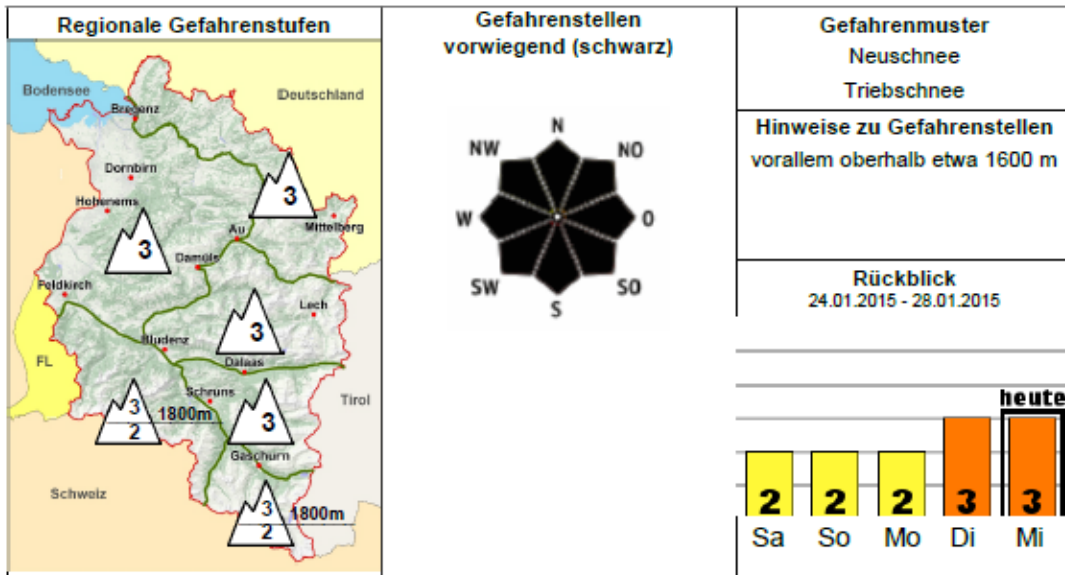 Regionale Gefahrenstufen
Bodensee
Deutschland
Bregenz
Dornbirn
3
Hohenems
Mittelberg
3
Au
Damüls
Feldkirch
Lech
3
Bludenz
FL
Dalaas
Tirol
Schruns
3
1800m
2
3
Gaschurn
Schweiz
3
1800m
2
Gefahrenstellen
vorwiegend (schwarz)
N
NW
NO
W
O
SW
SO
S
Gefahrenmuster
Neuschnee
Triebschnee
Hinweise zu Gefahrenstellen
vorallem oberhalb etwa 1600 m
Rückblick
24.01.2015 - 28.01.2015
heute
2 2 2 3 3
Sa So Mo Di Mi